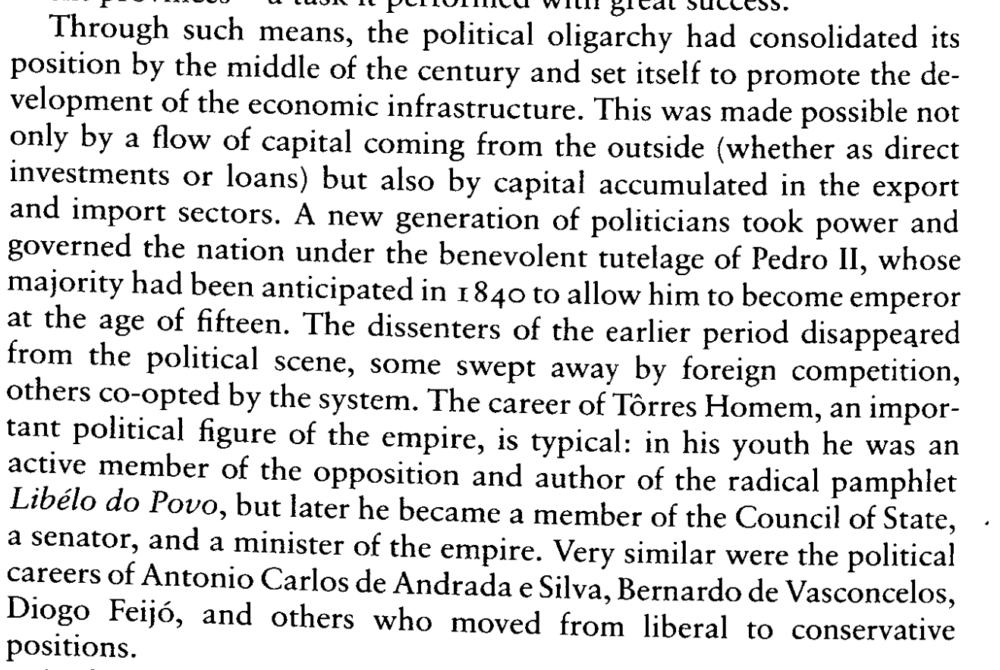 a task it performed with great success.
Through such means, the political oligarchy had consolidated its
position by the middle of the century and set itself to promote the de-
velopment of the economic infrastructure. This was made possible not
only by a flow of capital coming from the outside (whether as direct
investments or loans) but also by capital accumulated in the export
and import sectors. A new generation of politicians took power and
governed the nation under the benevolent tutelage of Pedro II, whose
majority had been anticipated in 1840 to allow him to become emperor
at the age of fifteen. The dissenters of the earlier period disappeared
from the political scene, some swept away by foreign competition,
others co-opted by the system. The career of Tôrres Homem, an impor-
tant political figure of the empire, is typical: in his youth he was an
active member of the opposition and author of the radical pamphlet
Libélo do Povo, but later he became a member of the Council of State,
a senator, and a minister of the empire. Very similar were the political
careers of Antonio Carlos de Andrada e Silva, Bernardo de Vasconcelos,
Diogo Feijó, and others who moved from liberal to conservative
positions.